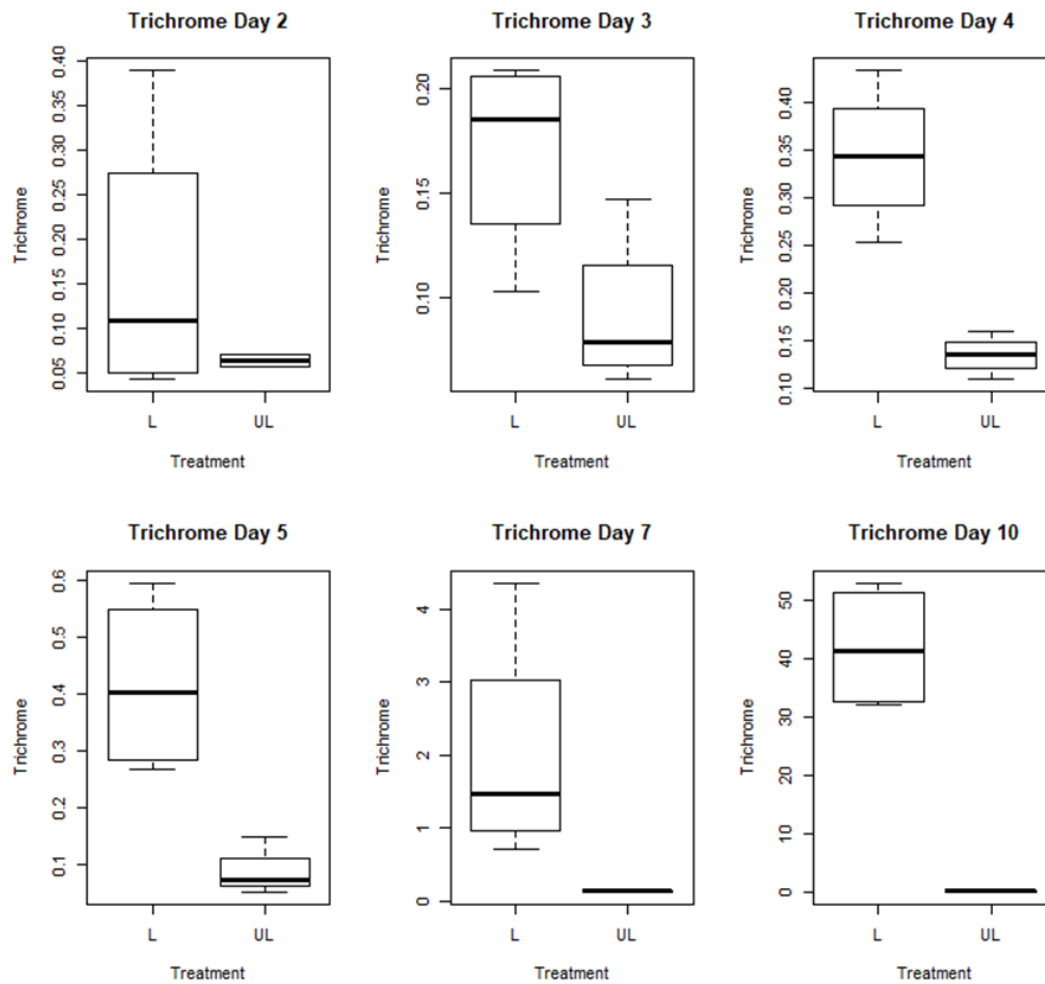 Trichrome Day 2
Trichrome
0.05 0.10 0.15 0.20 0.25 0.30 0.35 0.40
L UL
Treatment
Trichrome Day 3
Trichrome
0.10 0.15 0.20
L UL
Treatment
Trichrome Day 4
Trichrome
0.10 0.15 0.20 0.25 0.30 0.35 0.40
L UL
Treatment
Trichrome Day 5
Trichrome
0.1 0.2 0.3 0.4 0.5 0.6
L UL
Treatment
Trichrome Day 7
Trichrome
0 1 2 3 4
L UL
Treatment
Trichrome Day 10
Trichrome
0 10 20 30 40 50
L UL
Treatment